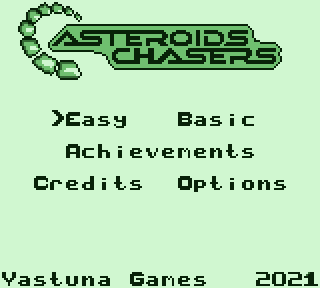 ASTEROIDS
CHASERS
>Easy Basic
Achievements
Credits Options
Yastuna Games 2021